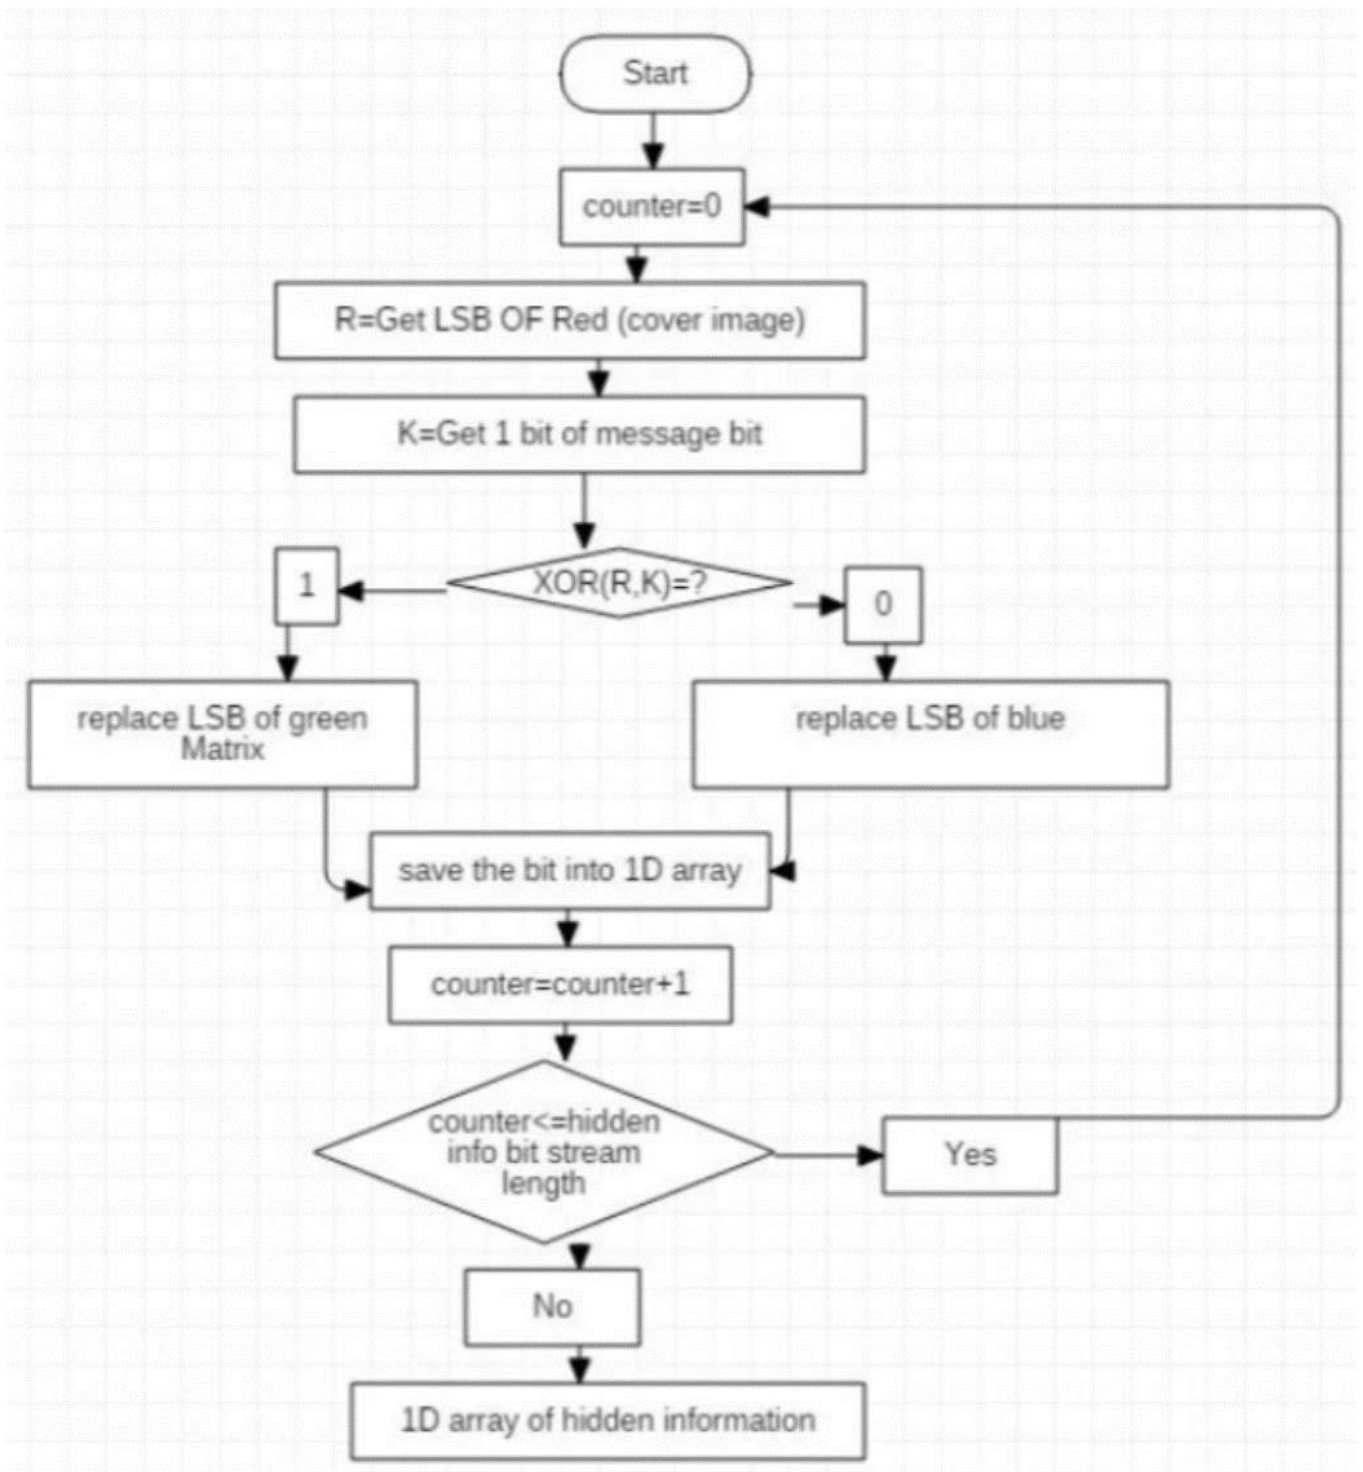 Start
counter=0
R=Get LSB OF Red (cover image)
K=Get 1 bit of message bit
XOR(R,K)=?
1
0
replace LSB of green
Matrix
replace LSB of blue
save the bit into 1D array
counter=counter+1
counter<=hidden
info bit stream
length
Yes
No
1D array of hidden information